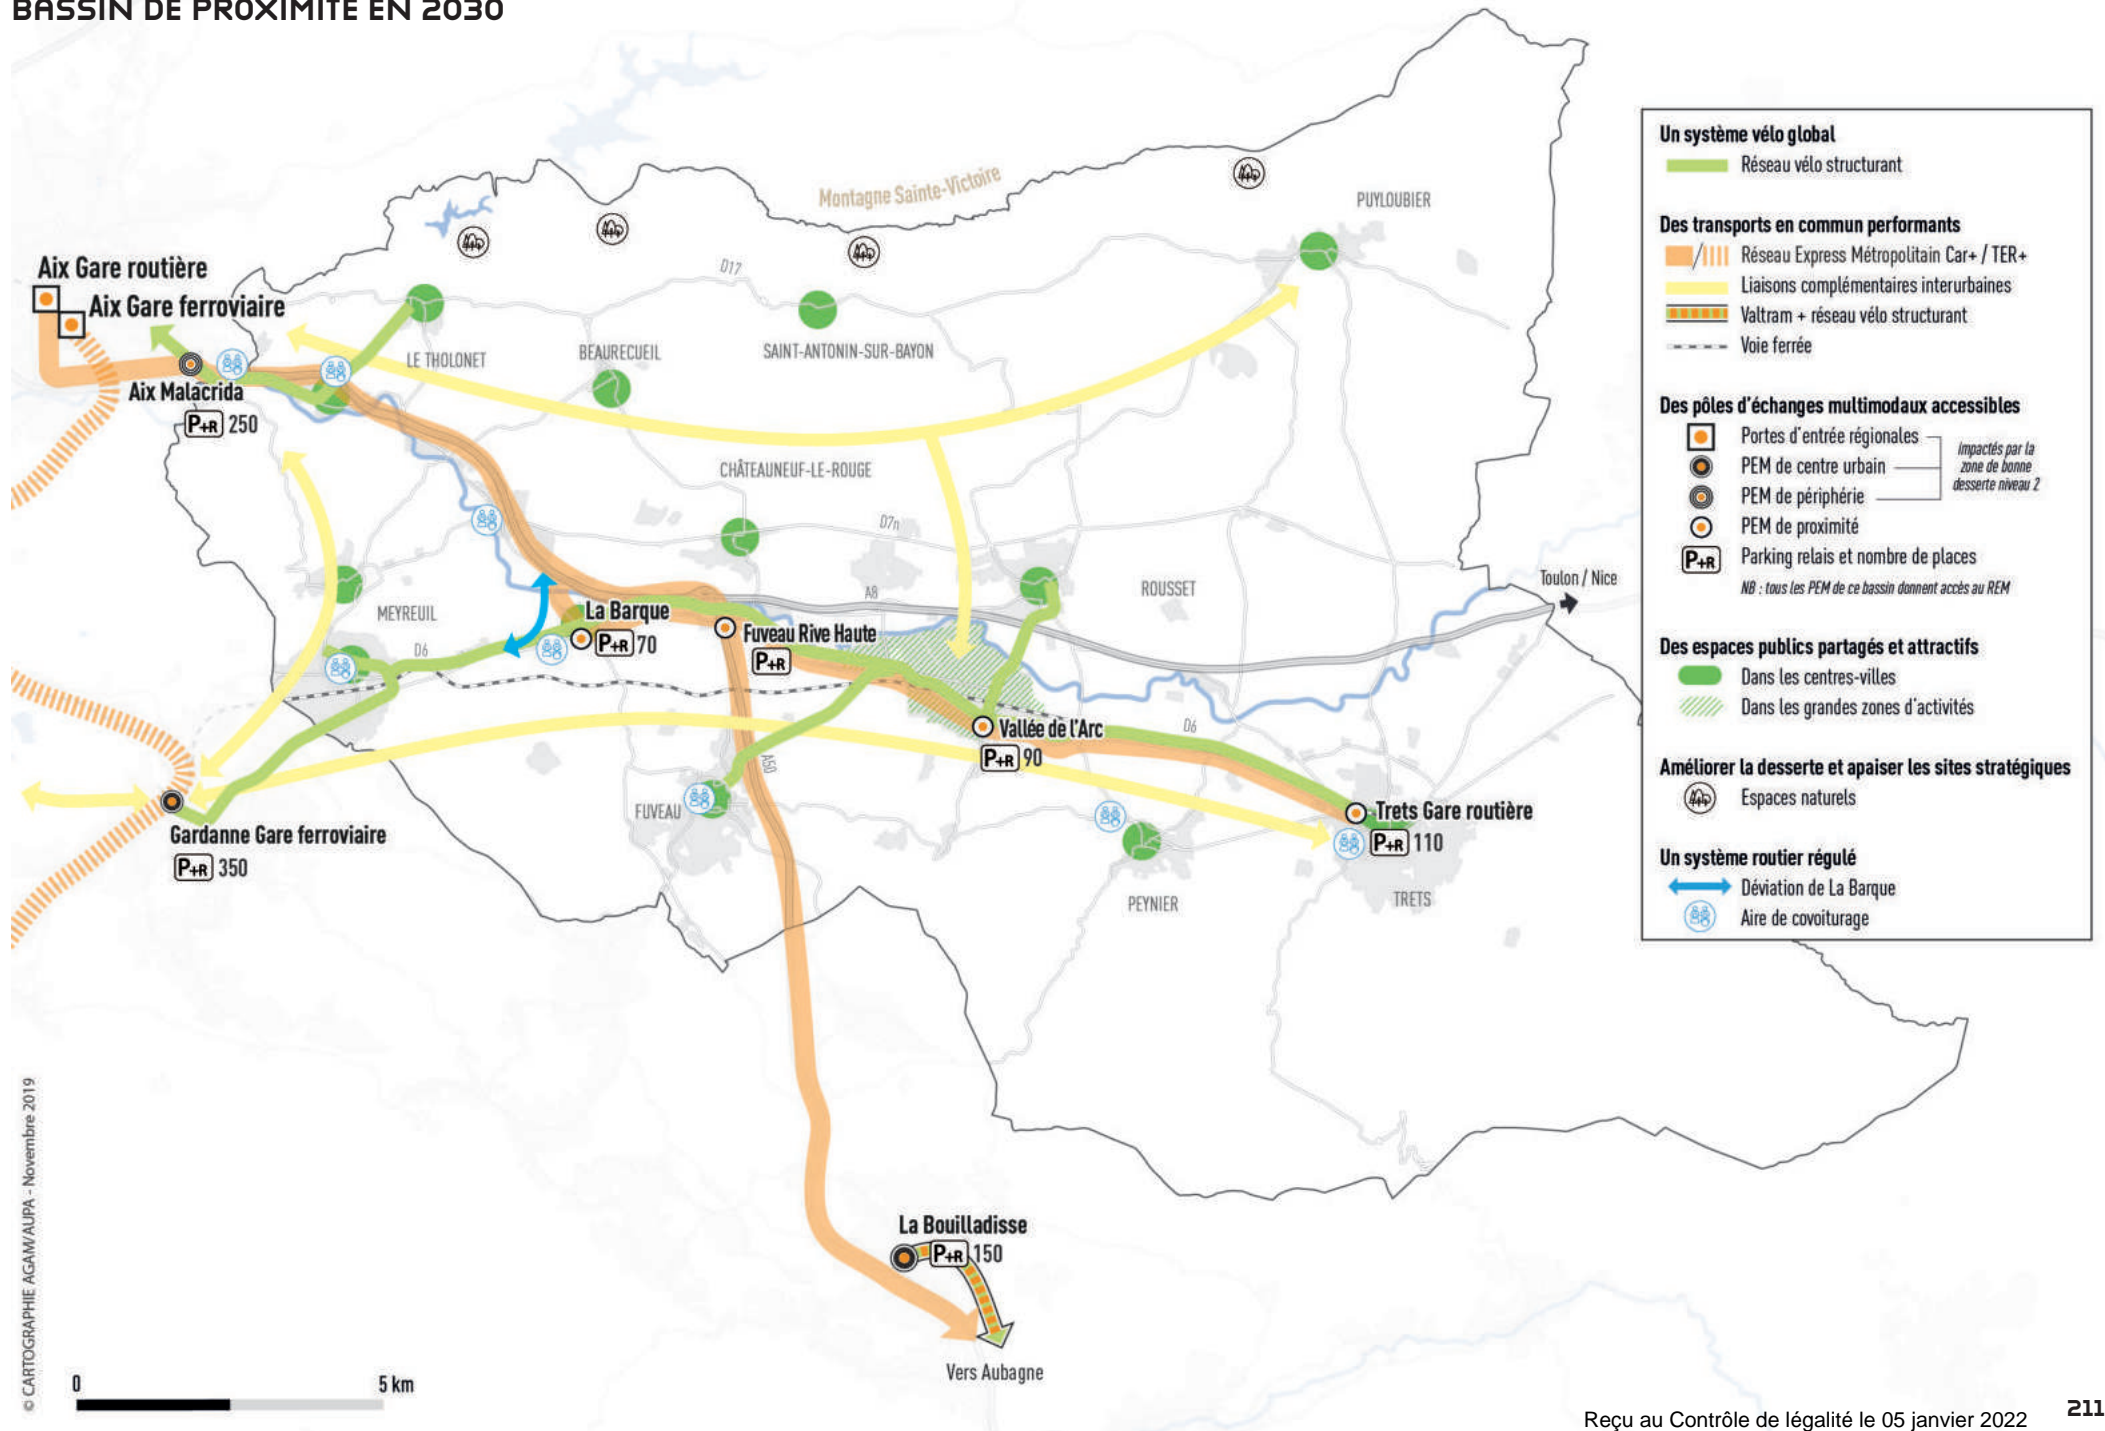 BASSIN DE PROXIMITÉ EN 2030
Montagne Sainte-Victoire
PUYLOUBIER
Aix Gare routière
Aix Gare ferroviaire
D17
LE THOLONET
BEAURECUEIL
SAINT-ANTONIN-SUR-BAYON
Aix Malacrida
P+R 250
CHÂTEAUNEUF-LE-ROUGE
D7n
A8
ROUSSET
Toulon / Nice
MEYREUIL
La Barque
P+R 70
D6
Fuveau Rive Haute
P+R
Vallée de l'Arc
P+R 90
D6
A50
FUVEAU
Gardanne Gare ferroviaire
P+R 350
Trets Gare routière
P+R 110
PEYNIER
TRETS
La Bouilladisse
P+R 150
Vers Aubagne
Un système vélo global
Réseau vélo structurant
Des transports en commun performants
Réseau Express Métropolitain Car+ / TER+
Liaisons complémentaires interurbaines
Valtram + réseau vélo structurant
Voie ferrée
Des pôles d'échanges multimodaux accessibles
Portes d'entrée régionales
PEM de centre urbain
PEM de périphérie
impactés par la
zone de bonne
desserte niveau 2
PEM de proximité
P+R Parking relais et nombre de places
NB : tous les PEM de ce bassin donnent accès au REM
Des espaces publics partagés et attractifs
Dans les centres-villes
Dans les grandes zones d'activités
Améliorer la desserte et apaiser les sites stratégiques
Espaces naturels
Un système routier régulé
Déviation de La Barque
Aire de covoiturage
© CARTOGRAPHIE AGAM/AUPA - Novembre 2019
0 5 km
Reçu au Contrôle de légalité le 05 janvier 2022
211